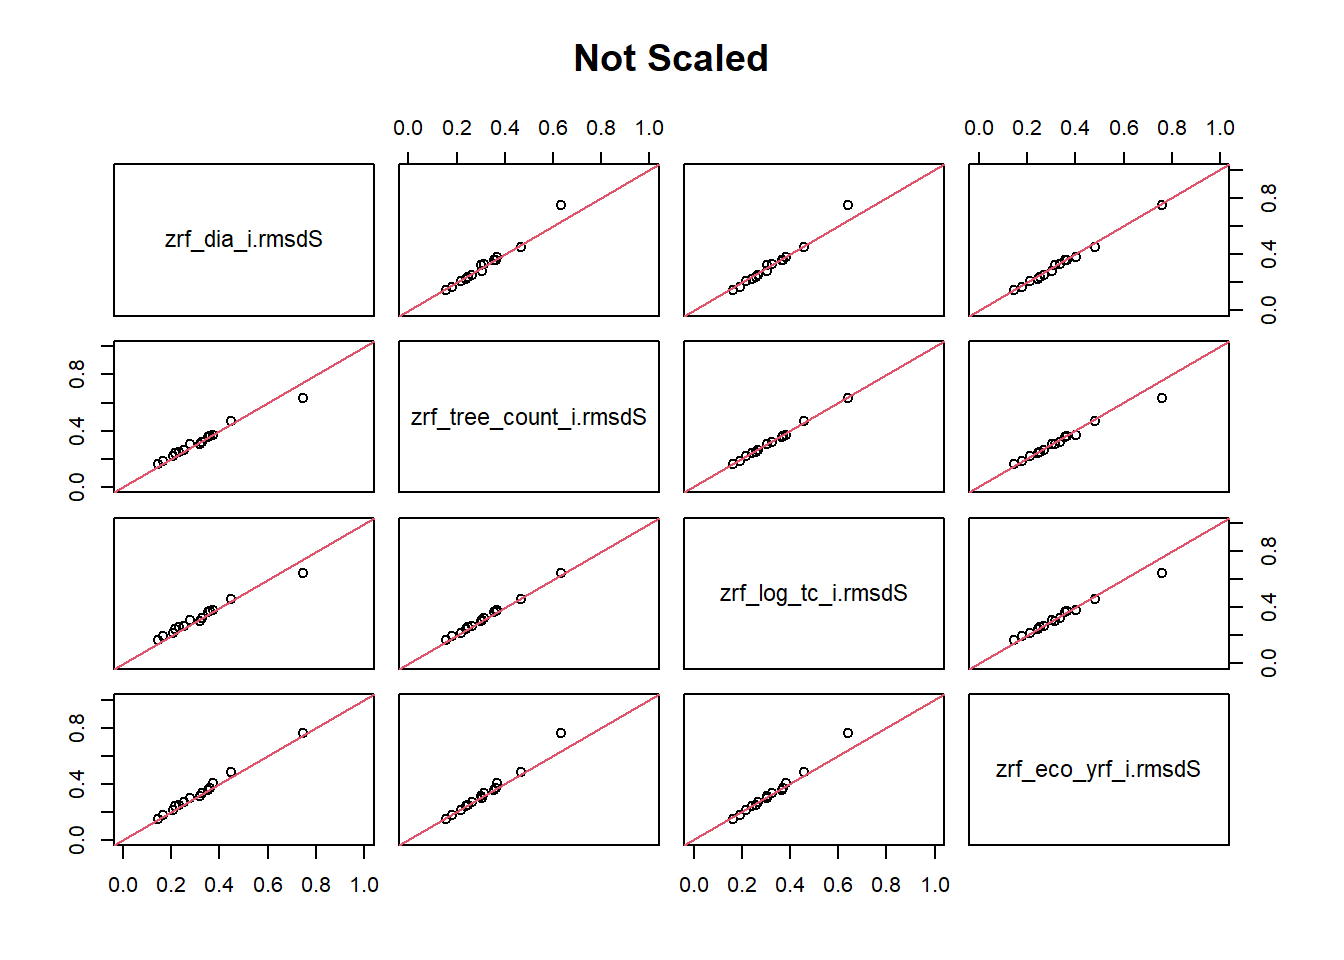 Not Scaled
0.0 0.2 0.4 0.6 0.8 1.0
0.0 0.2 0.4 0.6 0.8 1.0
zrf_dia_i.rmsdS
0.0 0.4 0.8
0.0 0.4 0.8
zrf_tree_count_i.rmsdS
zrf_log_tc_i.rmsdS
0.0 0.4 0.8
0.0 0.4 0.8
zrf_eco_yrf_i.rmsdS
0.0 0.2 0.4 0.6 0.8 1.0
0.0 0.2 0.4 0.6 0.8 1.0